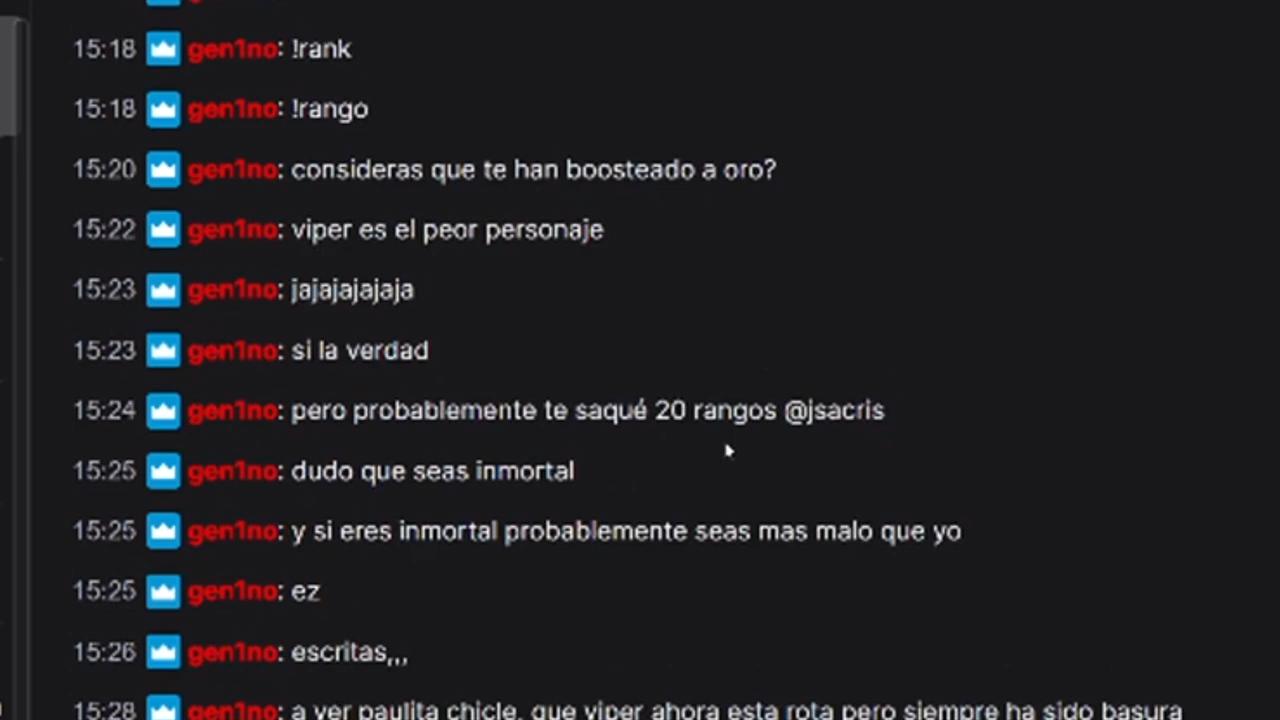 15:18 gen1no: !rank
15:18 gen1no: !rango
15:20 gen1no: consideras que te han boosteado a oro?
15:22 gen1no: viper es el peor personaje
15:23 gen1no: jajajajajaja
15:23 gen1no: si la verdad
15:24 gen1no: pero probablemente te saqué 20 rangos @jsacris
15:25 gen1no: dudo que seas inmortal
15:25 gen1no: y si eres inmortal probablemente seas mas malo que yo
15:25 gen1no: ez
15:26 gen1no: escritas,,,
15:28 gen1no: a ver paulita chicle, que viper ahora esta rota pero siempre ha sido basura